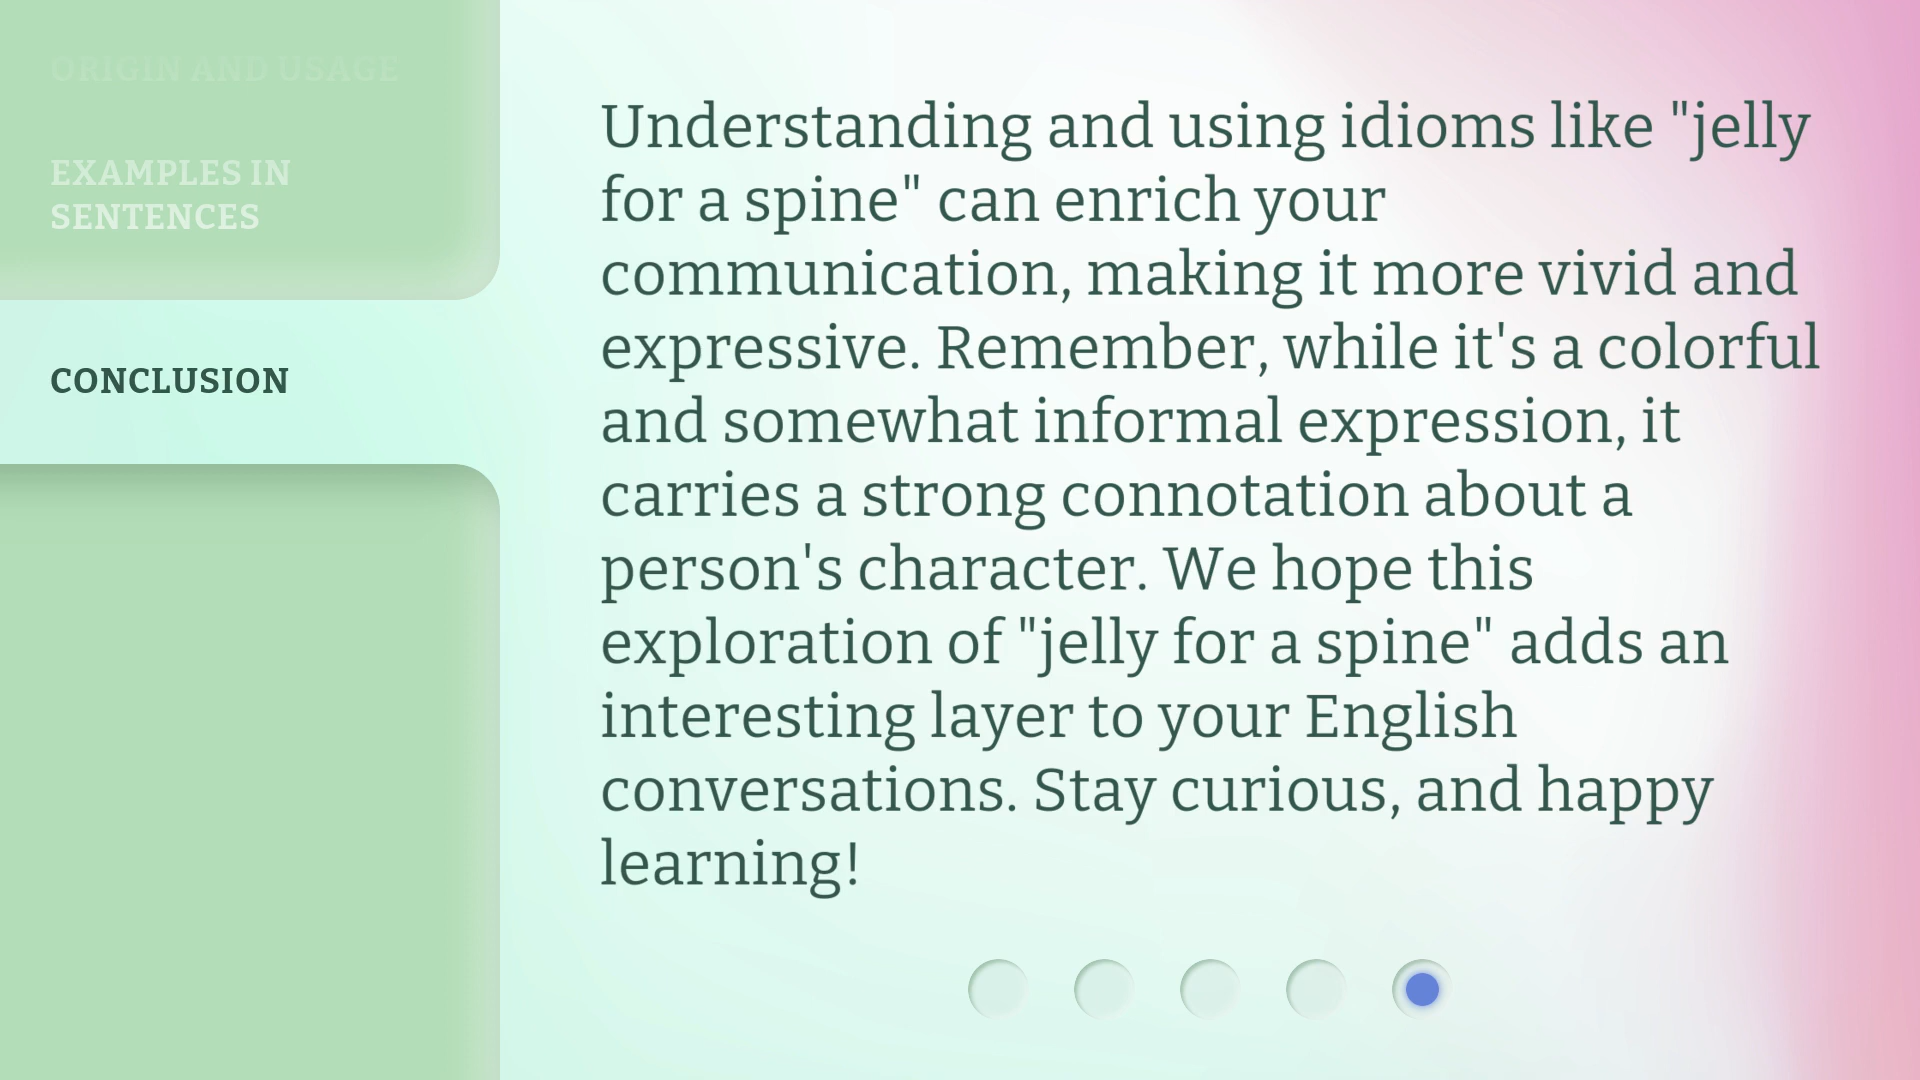 ORIGIN AND USAGE
EXAMPLES IN
SENTENCES
CONCLUSION
Understanding and using idioms like "jelly
for a spine" can enrich your
communication, making it more vivid and
expressive. Remember, while it's a colorful
and somewhat informal expression, it
carries a strong connotation about a
person's character. We hope this
exploration of "jelly for a spine" adds an
interesting layer to your English
conversations. Stay curious, and happy
learning!